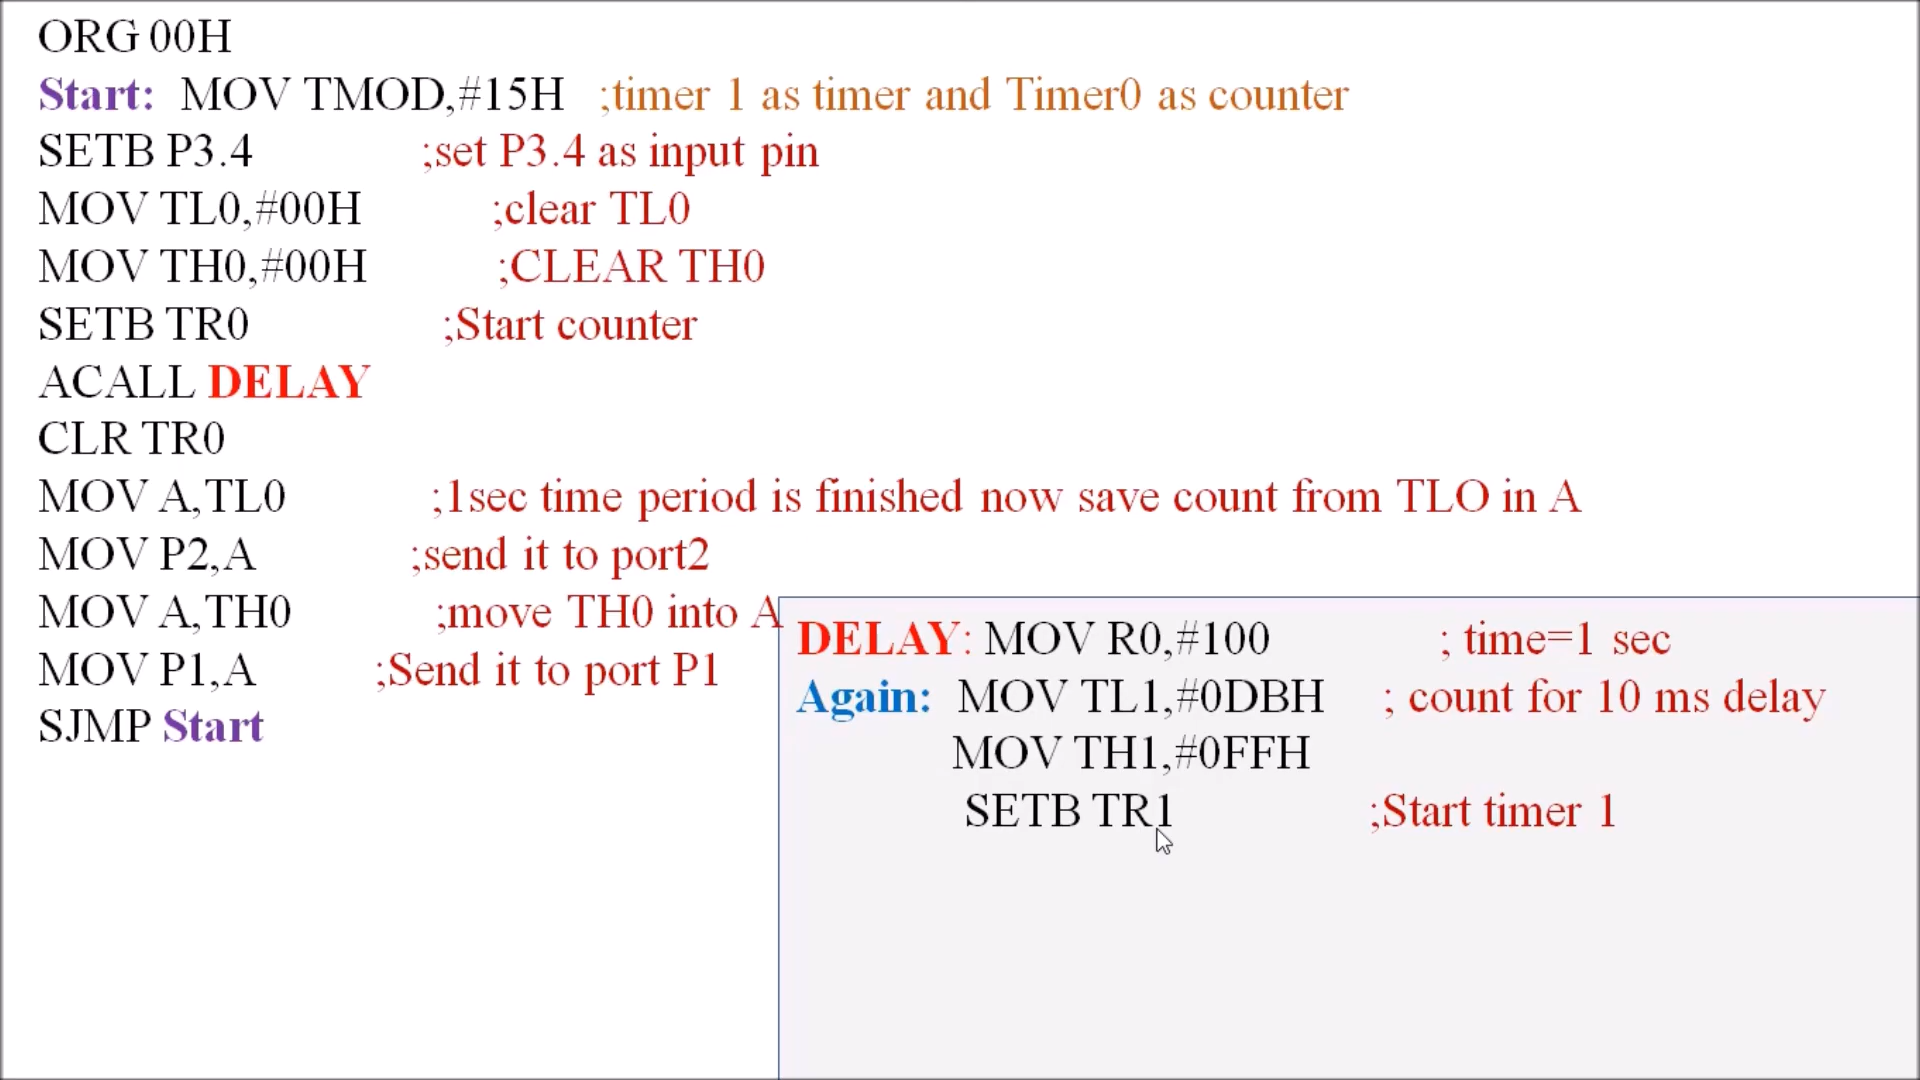 ORG 00H
Start: MOV TMOD,#15H ;timer 1 as timer and Timer0 as counter
SETB P3.4 ;set P3.4 as input pin
MOV TL0,#00H ;clear TL0
MOV TH0,#00H ;CLEAR TH0
SETB TR0 ;Start counter
ACALL DELAY
CLR TR0
MOV A,TL0 ;1sec time period is finished now save count from TLO in A
MOV P2,A ;send it to port2
MOV A,TH0 ;move TH0 into A
MOV P1,A ;Send it to port P1
SJMP Start
DELAY: MOV R0,#100 ; time=1 sec
Again: MOV TL1,#0DBH ; count for 10 ms delay
MOV TH1,#0FFH
SETB TR1 ;Start timer 1